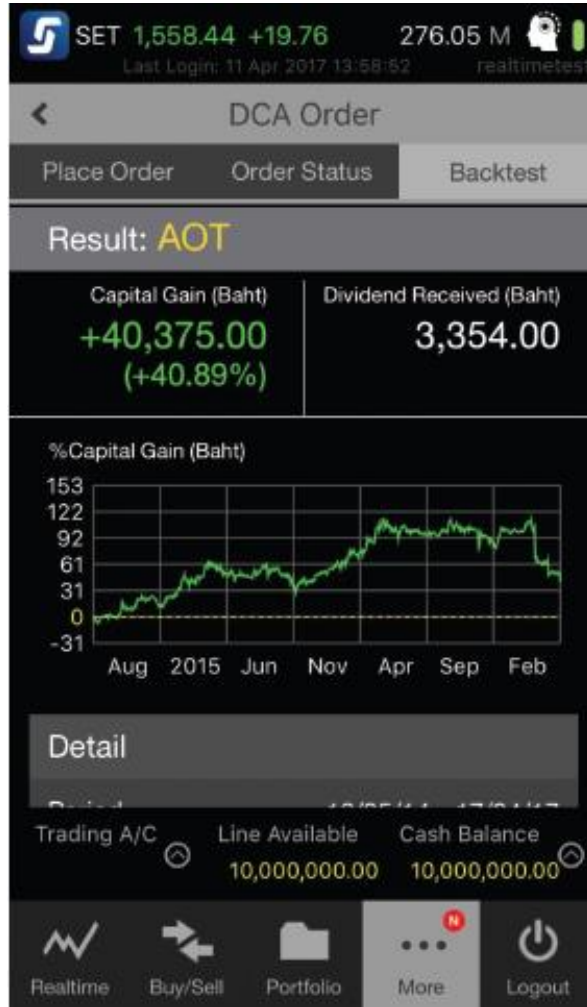 SET 1,558.44 +19.76 276.05 M
Last Login: 11 Apr 2017 13:58:52 realtimetest
DCA Order
Place Order Order Status Backtest
Result: AOT
Capital Gain (Baht) Dividend Received (Baht)
+40,375.00 3,354.00
(+40.89%)
%Capital Gain (Baht)
153
122
92
61
31
0
-31
Aug 2015 Jun Nov Apr Sep Feb
Detail
Period
Trading A/C Line Available Cash Balance
10,000,000.00 10,000,000.00
N
Realtime Buy/Sell Portfolio More Logout